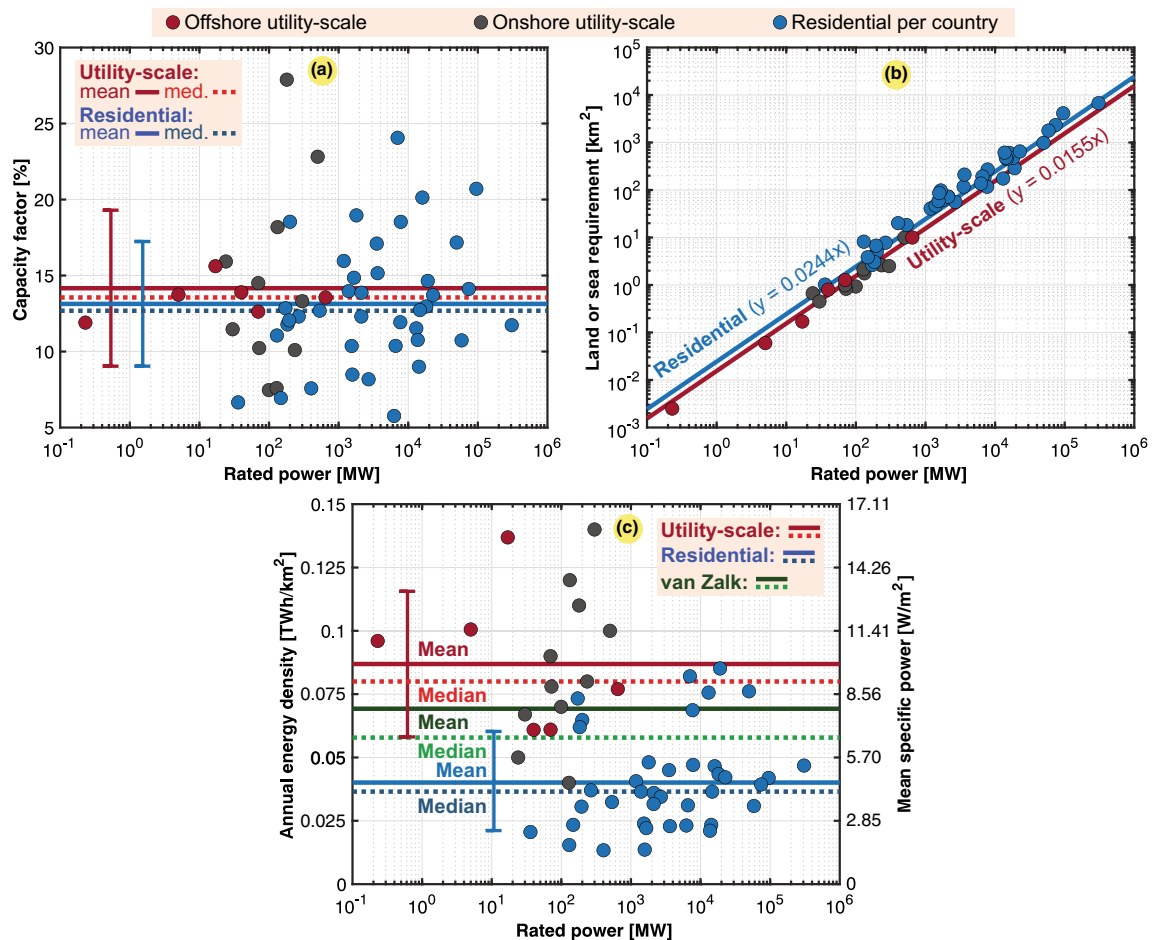 Offshore utility-scale Onshore utility-scale Residential per country
(a)
Utility-scale:
mean med.
Residential:
mean med.
30
25
20
15
10
5
Capacity factor [%]
10^-1 10^0 10^1 10^2 10^3 10^4 10^5 10^6
Rated power [MW]
(b)
10^5
10^4
10^3
10^2
10^1
10^0
10^-1
10^-2
10^-3
Land or sea requirement [km^2]
Residential (y = 0.0244x)
Utility-scale (y = 0.0155x)
10^-1 10^0 10^1 10^2 10^3 10^4 10^5 10^6
Rated power [MW]
(c)
Utility-scale:
Residential:
van Zalk:
0.15
0.125
0.1
0.075
0.05
0.025
0
Annual energy density [TWh/km^2]
Mean
Median
Mean
Median
Mean
Median
17.11
14.26
11.41
8.56
5.70
2.85
0
Mean specific power [W/m^2]
10^-1 10^0 10^1 10^2 10^3 10^4 10^5 10^6
Rated power [MW]